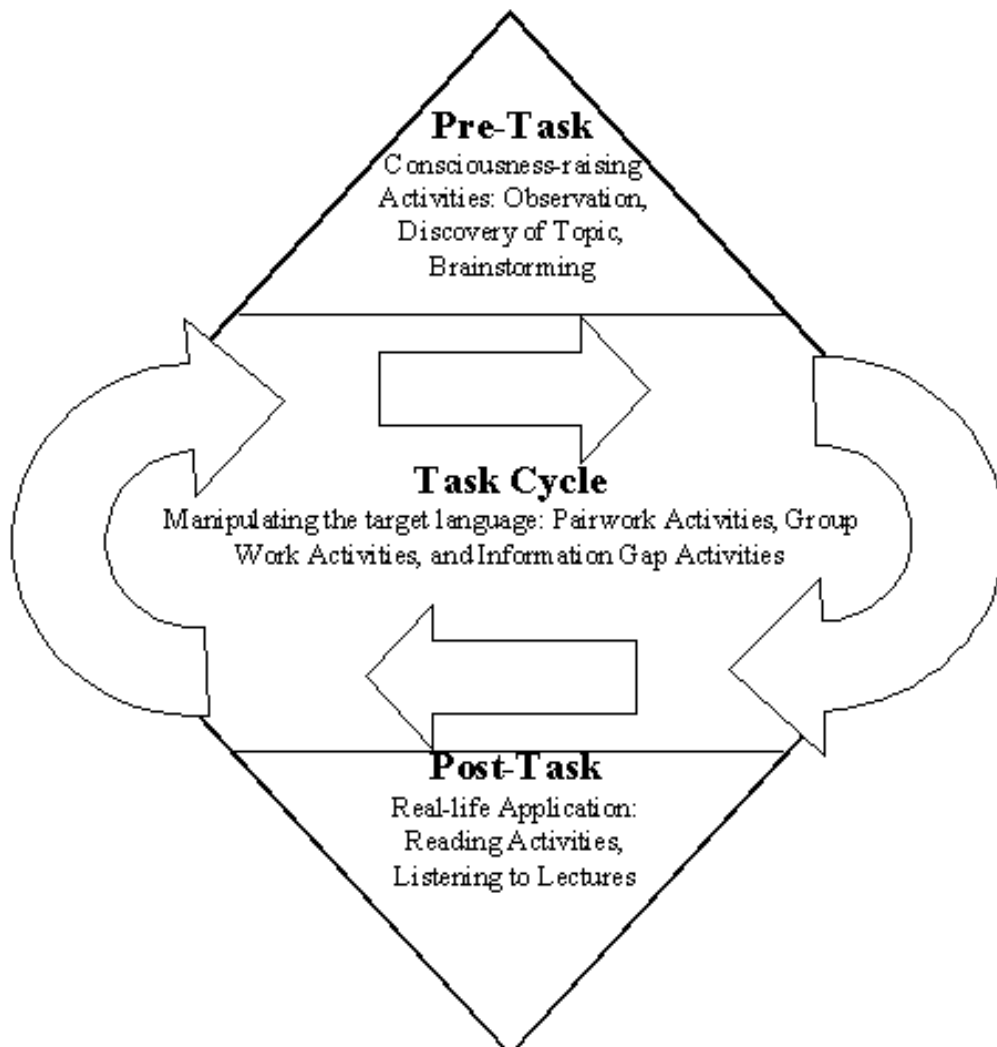 Pre-Task
Consciousness-raising
Activities: Observation,
Discovery of Topic,
Brainstorming
Task Cycle
Manipulating the target language: Pairwork Activities, Group
Work Activities, and Information Gap Activities
Post-Task
Real-life Application:
Reading Activities,
Listening to Lectures